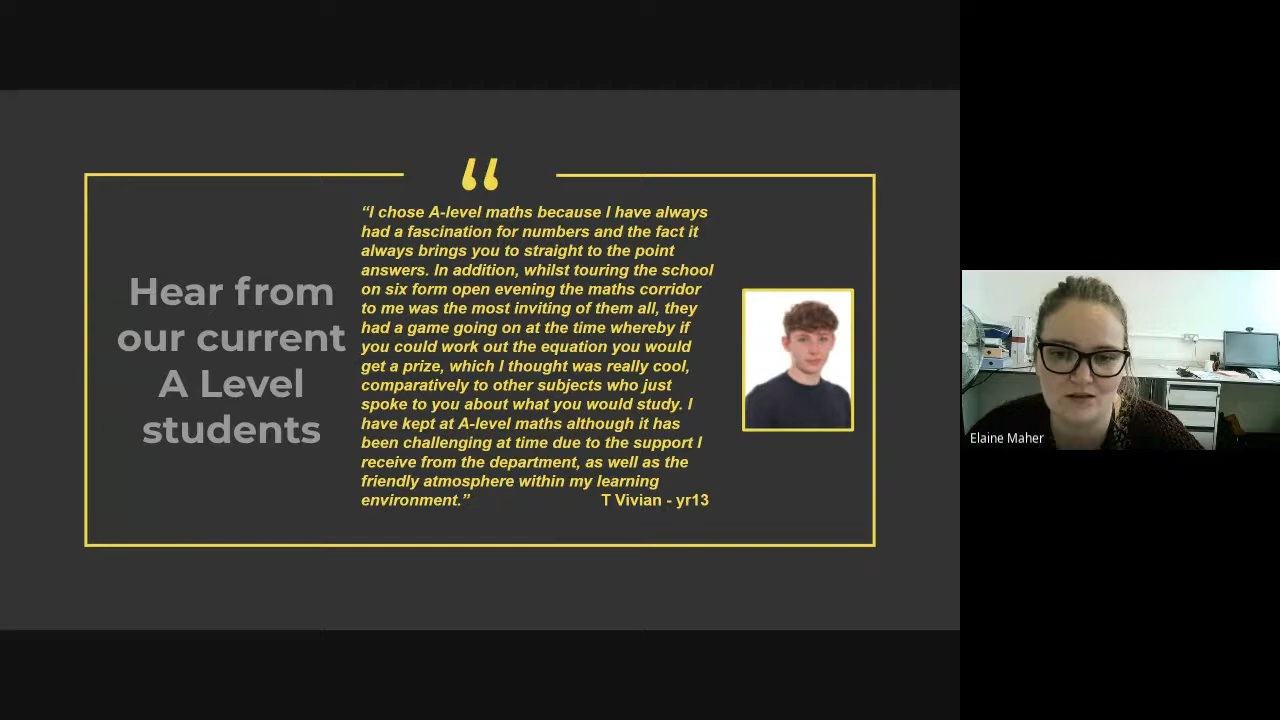 Hear from
our current
A Level
students
“
“I chose A-level maths because I have always
had a fascination for numbers and the fact it
always brings you to straight to the point
answers. In addition, whilst touring the school
on six form open evening the maths corridor
to me was the most inviting of them all, they
had a game going on at the time whereby if
you could work out the equation you would
get a prize, which I thought was really cool,
comparatively to other subjects who just
spoke to you about what you would study. I
have kept at A-level maths although it has
been challenging at time due to the support I
receive from the department, as well as the
friendly atmosphere within my learning
environment.” T Vivian - yr13
Elaine Maher